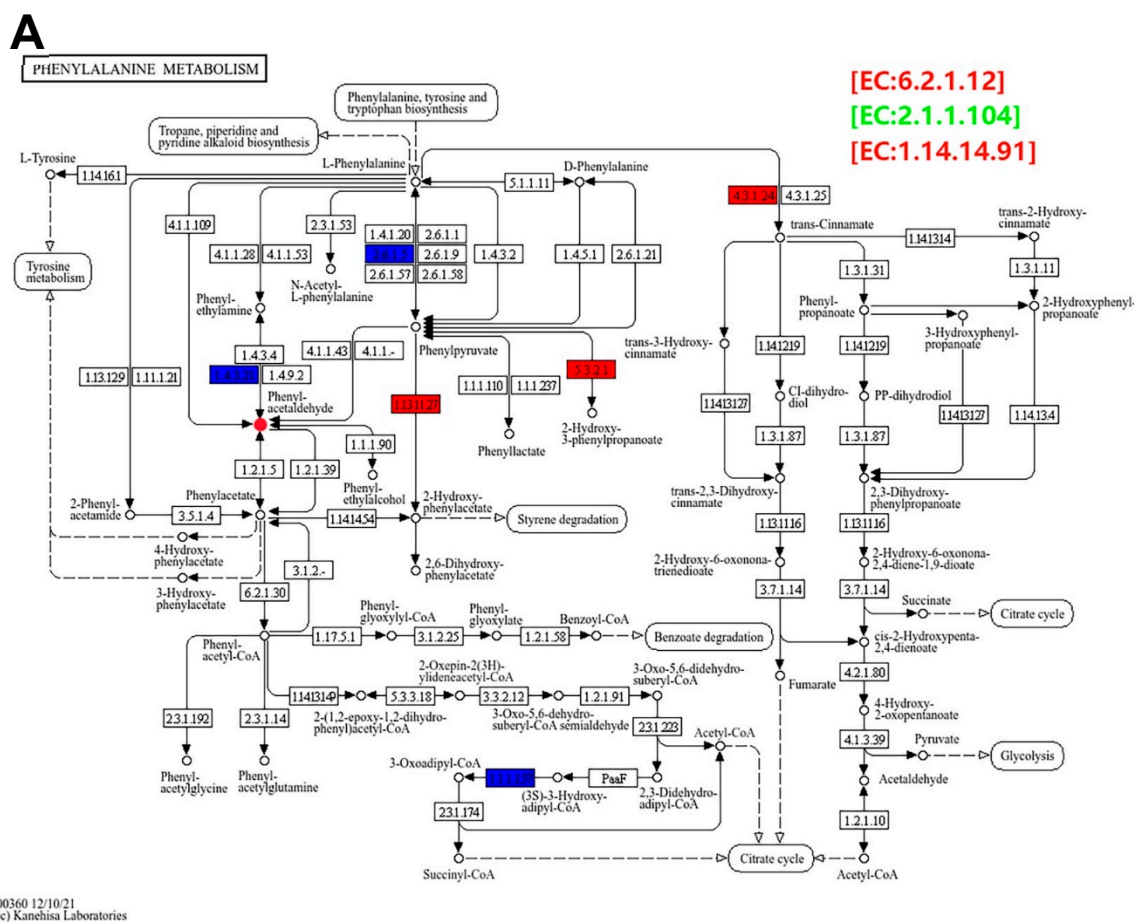 A
PHENYLALANINE METABOLISM
[EC:6.2.1.12]
[EC:2.1.1.104]
[EC:1.14.14.91]
Phenylalanine, tyrosine and
tryptophan biosynthesis
Tropane, piperidine and
pyridine alkaloid biosynthesis
L-Tyrosine
1.14.16.1
L-Phenylalanine
D-Phenylalanine
5.1.1.11
4.3.1.24
4.3.1.25
trans-Cinnamate
trans-2-Hydroxy-
cinnamate
1.14.13.14
4.1.1.109
2.3.1.53
1.4.1.20
2.6.1.1
4.1.1.28
4.1.1.53
2.6.1.9
1.4.3.2
1.4.5.1
2.6.1.21
2.6.1.57
2.6.1.58
1.3.1.31
1.3.1.11
Tyrosine
metabolism
N-Acetyl-
L-phenylalanine
Phenyl-
ethylamine
Phenyl-
propanoate
2-Hydroxyphenyl-
propanoate
3-Hydroxyphenyl-
propanoate
Phenylpyruvate
trans-3-Hydroxy-
cinnamate
1.14.12.19
1.14.12.19
1.4.3.4
4.1.1.43
4.1.1.-
1.13.12.9
1.11.1.21
1.4.9.2
1.1.1.110
1.1.1.237
5.3.2.1
Phenyl-
acetaldehyde
1.13.11.27
CI-dihydro-
diol
PP-dihydrodiol
1.14.13.127
1.14.13.127
1.14.13.4
2-Hydroxy-
3-phenylpropanoate
Phenyllactate
1.1.1.90
1.3.1.87
1.3.1.87
1.2.1.5
1.2.1.39
Phenyl-
ethylalcohol
2-Phenyl-
acetamide
3.5.1.4
Phenylacetate
1.14.14.54
2-Hydroxy-
phenylacetate
Styrene degradation
trans-2,3-Dihydroxy-
cinnamate
2,3-Dihydroxy-
phenylpropanoate
1.13.11.16
1.13.11.16
4-Hydroxy-
phenylacetate
3-Hydroxy-
phenylacetate
3.1.2.-
6.2.1.30
2,6-Dihydroxy-
phenylacetate
2-Hydroxy-6-oxonona-
trienedioate
2-Hydroxy-6-oxonona-
2,4-diene-1,9-dioate
3.7.1.14
3.7.1.14
Succinate
Citrate cycle
Phenyl-
acetyl-CoA
1.17.5.1
Phenyl-
glyoxylyl-CoA
3.1.2.25
Phenyl-
glyoxylate
1.2.1.58
Benzoyl-CoA
Benzoate degradation
cis-2-Hydroxypenta-
2,4-dienoate
4.2.1.80
Fumarate
4-Hydroxy-
2-oxopentanoate
2.3.1.192
2.3.1.14
1.14.13.149
2-(1,2-epoxy-1,2-dihydro-
phenyl)acetyl-CoA
5.3.3.18
2-Oxepin-2(3H)-
ylideneacetyl-CoA
3.3.2.12
3-Oxo-5,6-dehydro-
suberyl-CoA semialdehyde
1.2.1.91
3-Oxo-5,6-didehydro-
suberyl-CoA
2.3.1.223
Acetyl-CoA
4.1.3.39
Pyruvate
Glycolysis
Acetaldehyde
Phenyl-
acetylglycine
Phenyl-
acetylglutamine
3-Oxoadipyl-CoA
PaaF
(3S)-3-Hydroxy-
adipyl-CoA
2,3-Didehydro-
adipyl-CoA
2.3.1.174
1.2.1.10
Succinyl-CoA
Citrate cycle
Acetyl-CoA
00360 12/10/21
c) Kanehisa Laboratories